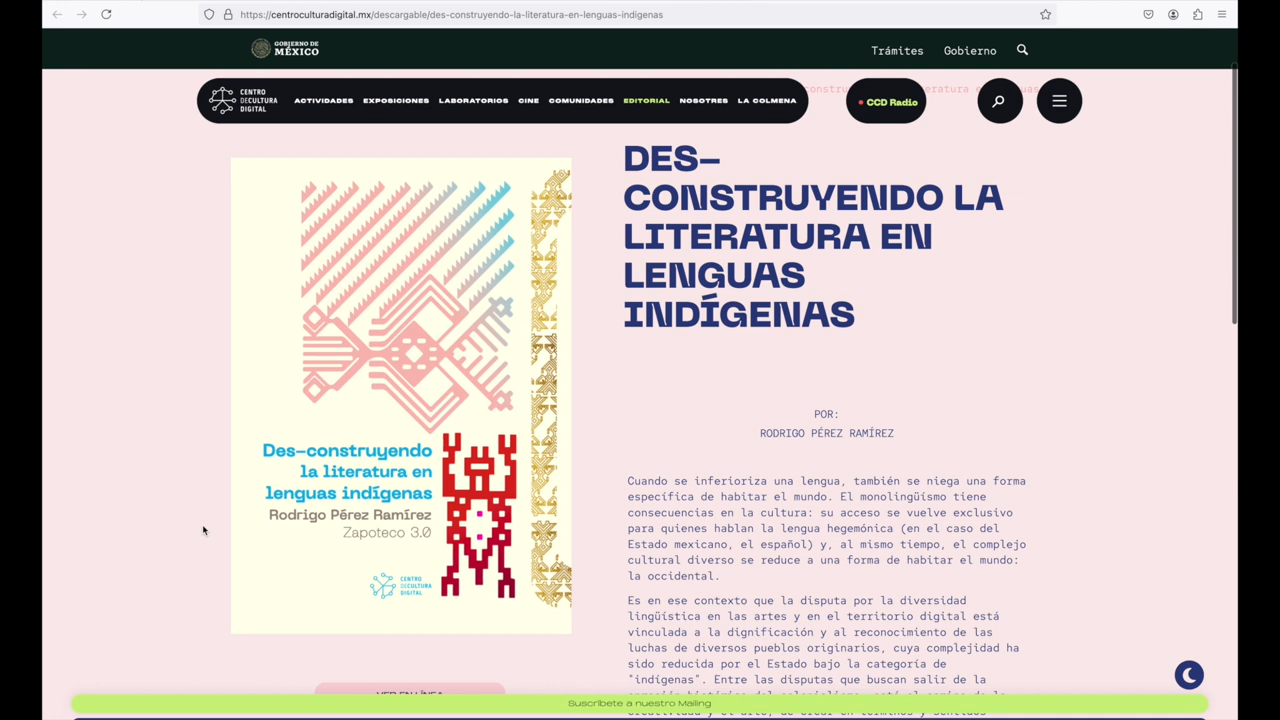 https://centroculturadigital.mx/descargable/des-construyendo-la-literatura-en-lenguas-indigenas
GOBIERNO DE
MÉXICO
Trámites
Gobierno
CENTRO
DECULTURA
DIGITAL
ACTIVIDADES
EXPOSICIONES
LABORATORIOS
CINE
COMUNIDADES
EDITORIAL
NOSOTRES
LA COLMENA
CCD Radio
DES-
CONSTRUYENDO LA
LITERATURA EN
LENGUAS
INDÍGENAS
Des-construyendo
la literatura en
lenguas indígenas
Rodrigo Pérez Ramírez
Zapoteco 3.0
CENTRO
DECULTURA
DIGITAL
POR:
RODRIGO PÉREZ RAMÍREZ
Cuando se inferioriza una lengua, también se niega una forma
específica de habitar el mundo. El monolingüismo tiene
consecuencias en la cultura: su acceso se vuelve exclusivo
para quienes hablan la lengua hegemónica (en el caso del
Estado mexicano, el español) y, al mismo tiempo, el complejo
cultural diverso se reduce a una forma de habitar el mundo:
la occidental.
Es en ese contexto que la disputa por la diversidad
lingüística en las artes y en el territorio digital está
vinculada a la dignificación y al reconocimiento de las
luchas de diversos pueblos originarios, cuya complejidad ha
sido reducida por el Estado bajo la categoría de
"indígenas". Entre las disputas que buscan salir de la
VER EN LÍNEA
Suscríbete a nuestro Mailing